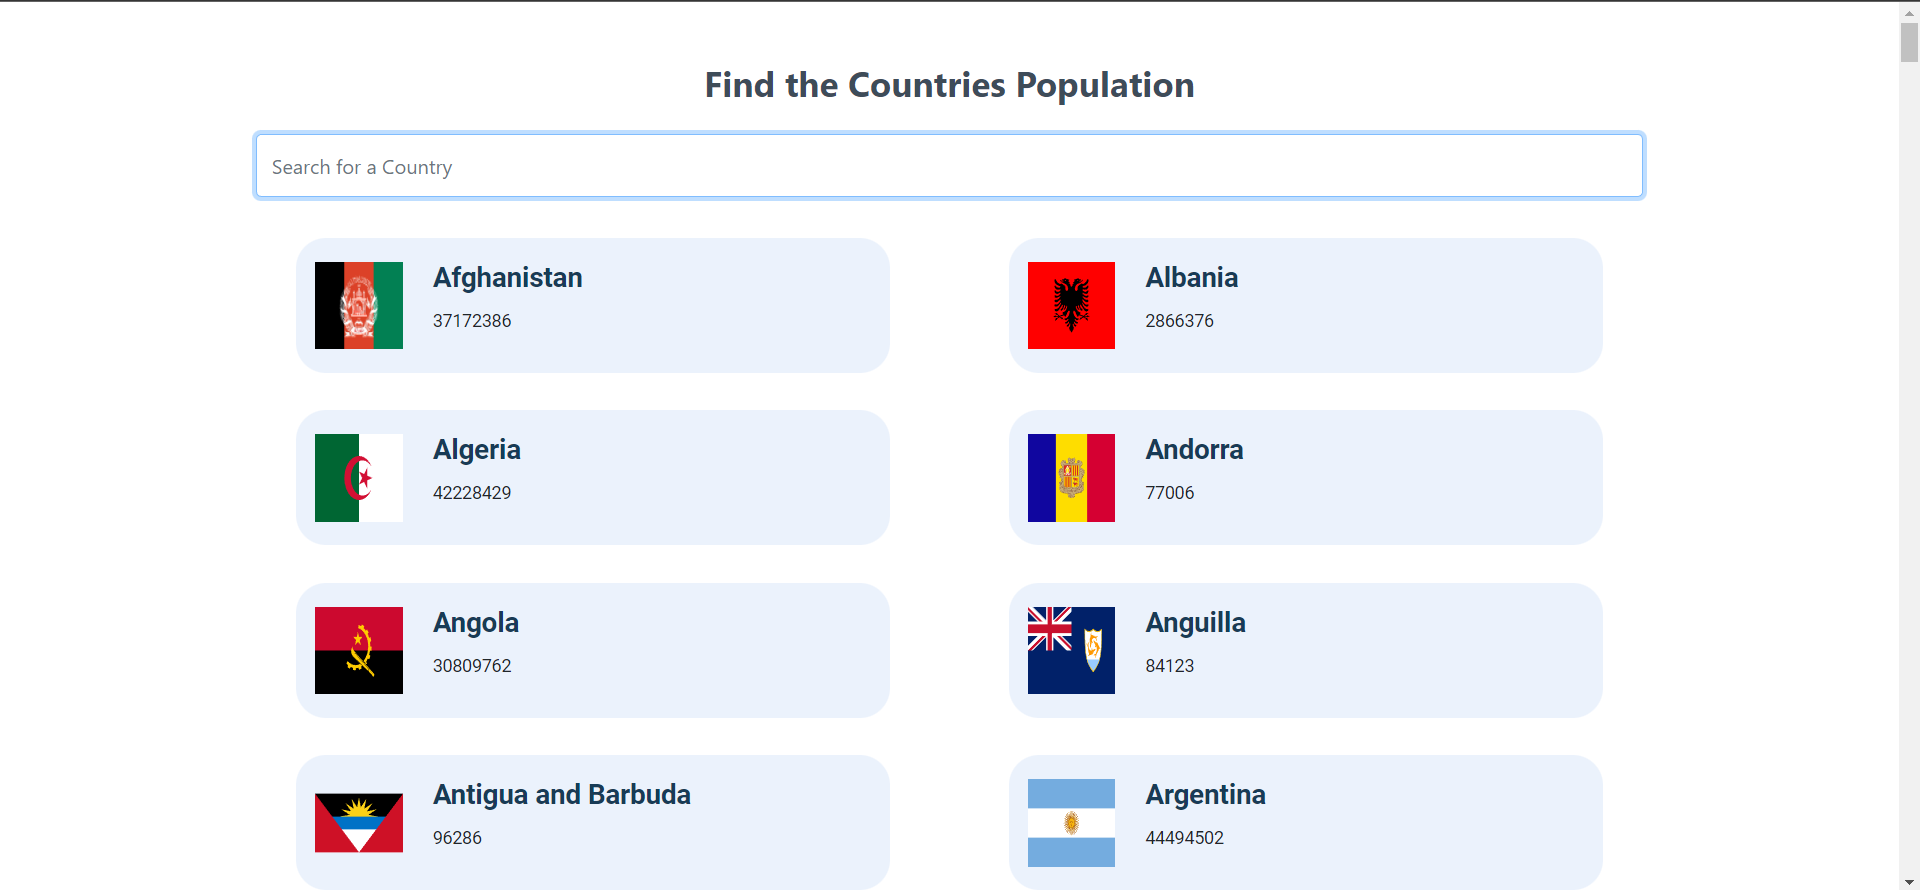 Find the Countries Population
Search for a Country
Afghanistan
37172386
Albania
2866376
Algeria
42228429
Andorra
77006
Angola
30809762
Anguilla
84123
Antigua and Barbuda
96286
Argentina
44494502